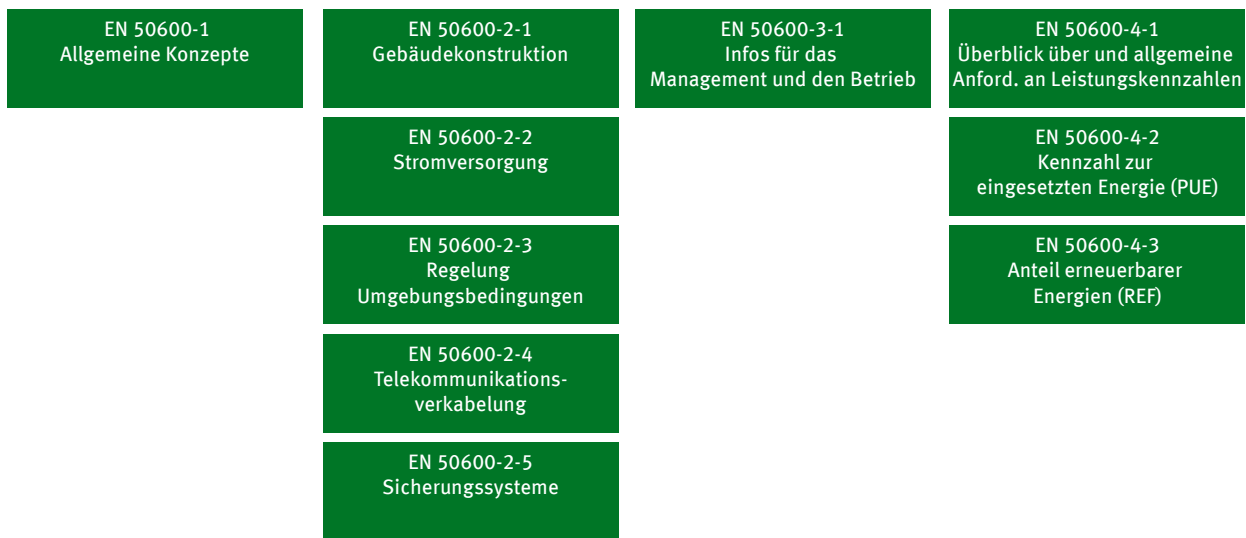 EN 50600-1
Allgemeine Konzepte
EN 50600-2-1
Gebäudekonstruktion
EN 50600-2-2
Stromversorgung
EN 50600-2-3
Regelung
Umgebungsbedingungen
EN 50600-2-4
Telekommunikations-
verkabelung
EN 50600-2-5
Sicherungssysteme
EN 50600-3-1
Infos für das
Management und den Betrieb
EN 50600-4-1
Überblick über und allgemeine
Anford. an Leistungskennzahlen
EN 50600-4-2
Kennzahl zur
eingesetzten Energie (PUE)
EN 50600-4-3
Anteil erneuerbarer
Energien (REF)